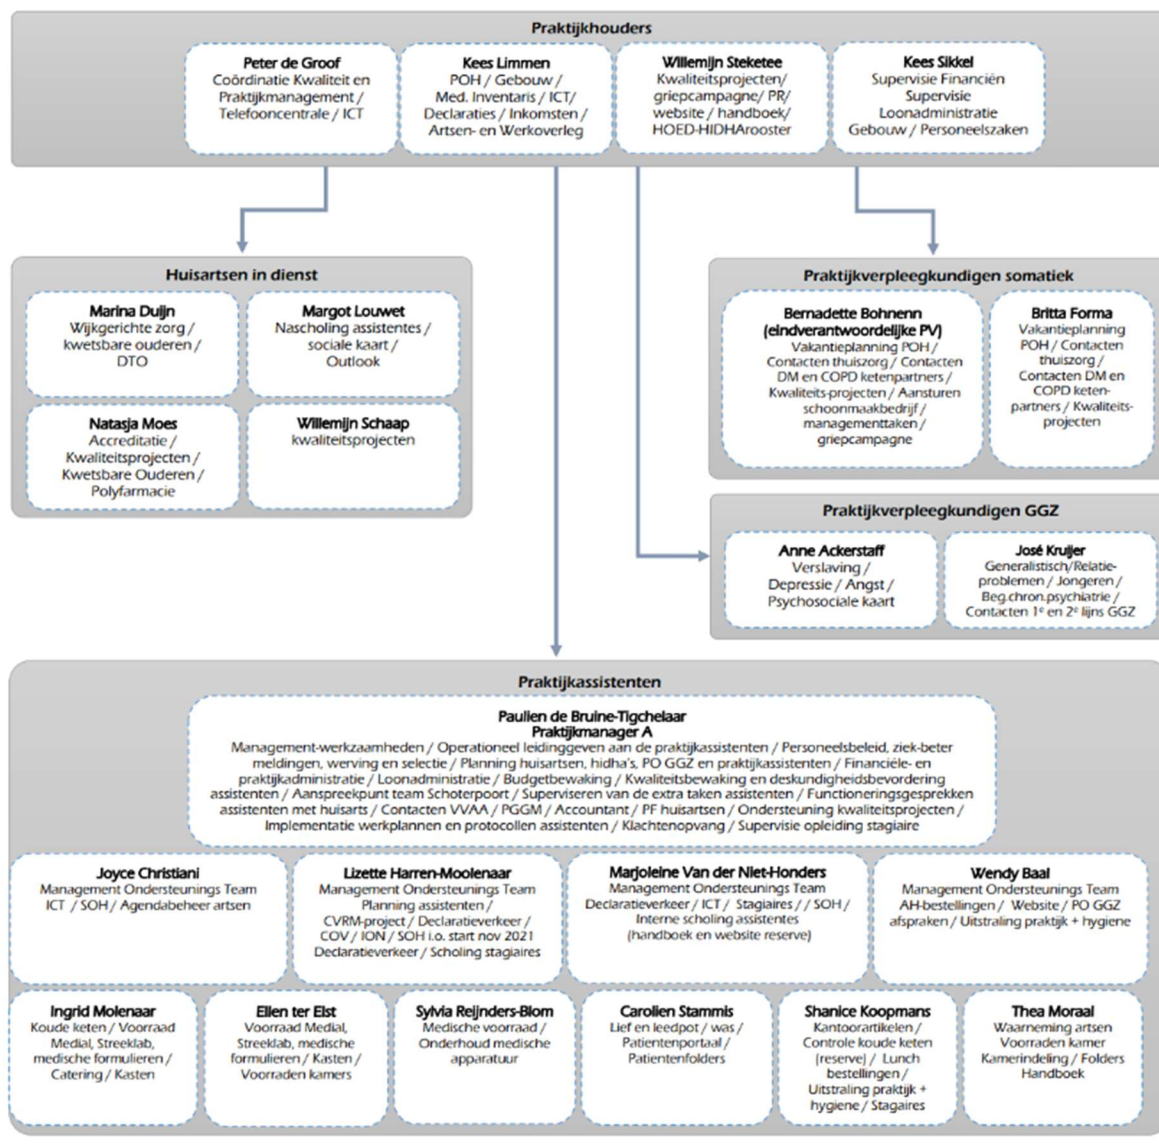 Praktijkhouders
Peter de Groof
Coördinatie Kwaliteit en
Praktijkmanagement /
Telefooncentrale / ICT
Kees Limmen
POH / Gebouw /
Med. Inventaris / ICT/
Declaraties / Inkomsten /
Artsen- en Werkoverleg
Willemijn Steketee
Kwaliteitsprojecten/
griepcampagne/ PR/
website / handboek/
HOED-HIDHArooster
Kees Sikkel
Supervisie Financiën
Supervisie
Loonadministratie
Gebouw / Personeelszaken
Huisartsen in dienst
Marina Duijn
Wijkgerichte zorg /
kwetsbare ouderen /
DTO
Margot Louwet
Nascholing assistentes /
sociale kaart /
Outlook
Natasja Moes
Accreditatie /
Kwaliteitsprojecten /
Kwetsbare Ouderen /
Polyfarmacie
Willemijn Schaap
kwaliteitsprojecten
Praktijkverpleegkundigen somatiek
Bernadette Bohnenn
(eindverantwoordelijke PV)
Vakantieplanning POH /
Contacten thuiszorg / Contacten
DM en COPD ketenpartners /
Kwaliteits-projecten / Aansturen
schoonmaakbedrijf /
managementtaken /
griepcampagne
Britta Forma
Vakantieplanning
POH / Contacten
thuiszorg /
Contacten DM en
COPD keten-
partners / Kwaliteits-
projecten
Praktijkverpleegkundigen GGZ
Anne Ackerstaff
Verslaving /
Depressie / Angst /
Psychosociale kaart
José Kruijer
Generalistisch/Relatie-
problemen / Jongeren /
Beg.chron.psychiatrie /
Contacten 1e en 2e lijns GGZ
Praktijkassistenten
Paulien de Bruine-Tigchelaar
Praktijkmanager A
Management-werkzaamheden / Operationeel leidinggeven aan de praktijkassistenten / Personeelsbeleid, ziek-beter
meldingen, werving en selectie / Planning huisartsen, hidha's, PO GGZ en praktijkassistenten / Financiële- en
praktijkadministratie / Loonadministratie / Budgetbewaking / Kwaliteitsbewaking en deskundigheidsbevordering
assistenten / Aanspreekpunt team Schoterpoort / Superviseren van de extra taken assistenten / Functioneringsgesprekken
assistenten met huisarts / Contacten VVAA / PGGM / Accountant / PF huisartsen / Ondersteuning kwaliteitsprojecten /
Implementatie werkplannen en protocollen assistenten / Klachtenopvang / Supervisie opleiding stagiaire
Joyce Christiani
Management Ondersteunings Team
ICT / SOH / Agendabeheer artsen
Lizette Harren-Moolenaar
Management Ondersteunings Team
Planning assistenten /
CVRM-project / Declaratieverkeer /
COV / ION / SOH i.o. start nov 2021
Declaratieverkeer / Scholing stagiaires
Marjoleine Van der Niet-Honders
Management Ondersteunings Team
Declaratieverkeer / ICT / Stagiaires / / SOH /
Interne scholing assistentes
(handboek en website reserve)
Wendy Baal
Management Ondersteunings Team
AH-bestellingen / Website / PO GGZ
afspraken / Uitstraling praktijk + hygiene
Ingrid Molenaar
Koude keten / Voorraad
Medial, Streeklab,
medische formulieren /
Catering / Kasten
Ellen ter Elst
Voorraad Medial,
Streeklab, medische
formulieren / Kasten /
Voorraden kamers
Sylvia Reijnders-Blom
Medische voorraad /
Onderhoud medische
apparatuur
Carolien Stammis
Lief en leedpot / was /
Patientenportaal /
Patientenfolders
Shanice Koopmans
Kantoorartikelen /
Controle koude keten
(reserve) / Lunch
bestellingen /
Uitstraling praktijk +
hygiene / Stagaires
Thea Moraal
Waarneming artsen
Voorraden kamer
Kamerindeling / Folders
Handboek